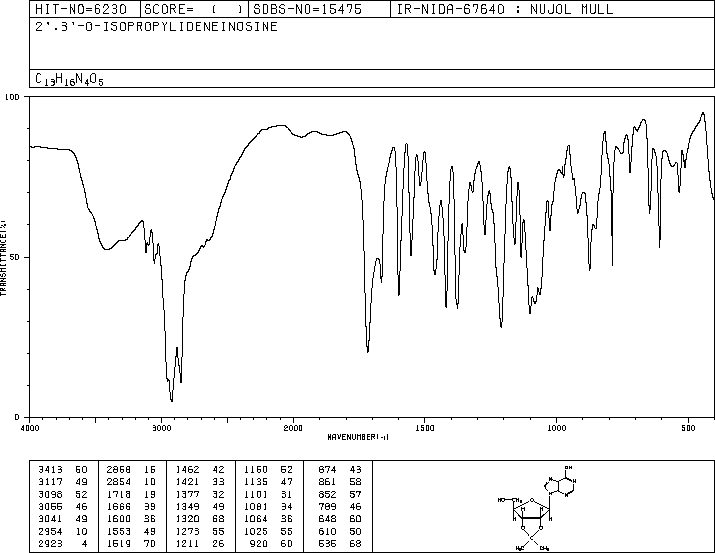 HIT-NO=6230 SCORE= ( ) SDBS-NO=15475 IR-NIDA-67640 : NUJOL MULL
2',3'-O-ISOPROPYLIDENEINOSINE
C13H16N4O5
100
TRANSMITTANCE(%)
50
0
4000 3000 2000 1500 1000 500
WAVENUMBER(-1)
3413 50 2868 16 1462 42 1160 52 874 43
3117 49 2854 10 1421 33 1135 47 861 58
3098 52 1718 19 1377 32 1101 31 852 57
3055 46 1666 39 1349 49 1081 34 789 46
3041 49 1600 36 1320 68 1064 36 648 60
2954 10 1553 49 1273 55 1025 55 610 50
2923 4 1519 70 1211 26 920 60 535 68
OH
N N
N N
HO-CH2 O
H H
H H
O O
C
H3C CH3